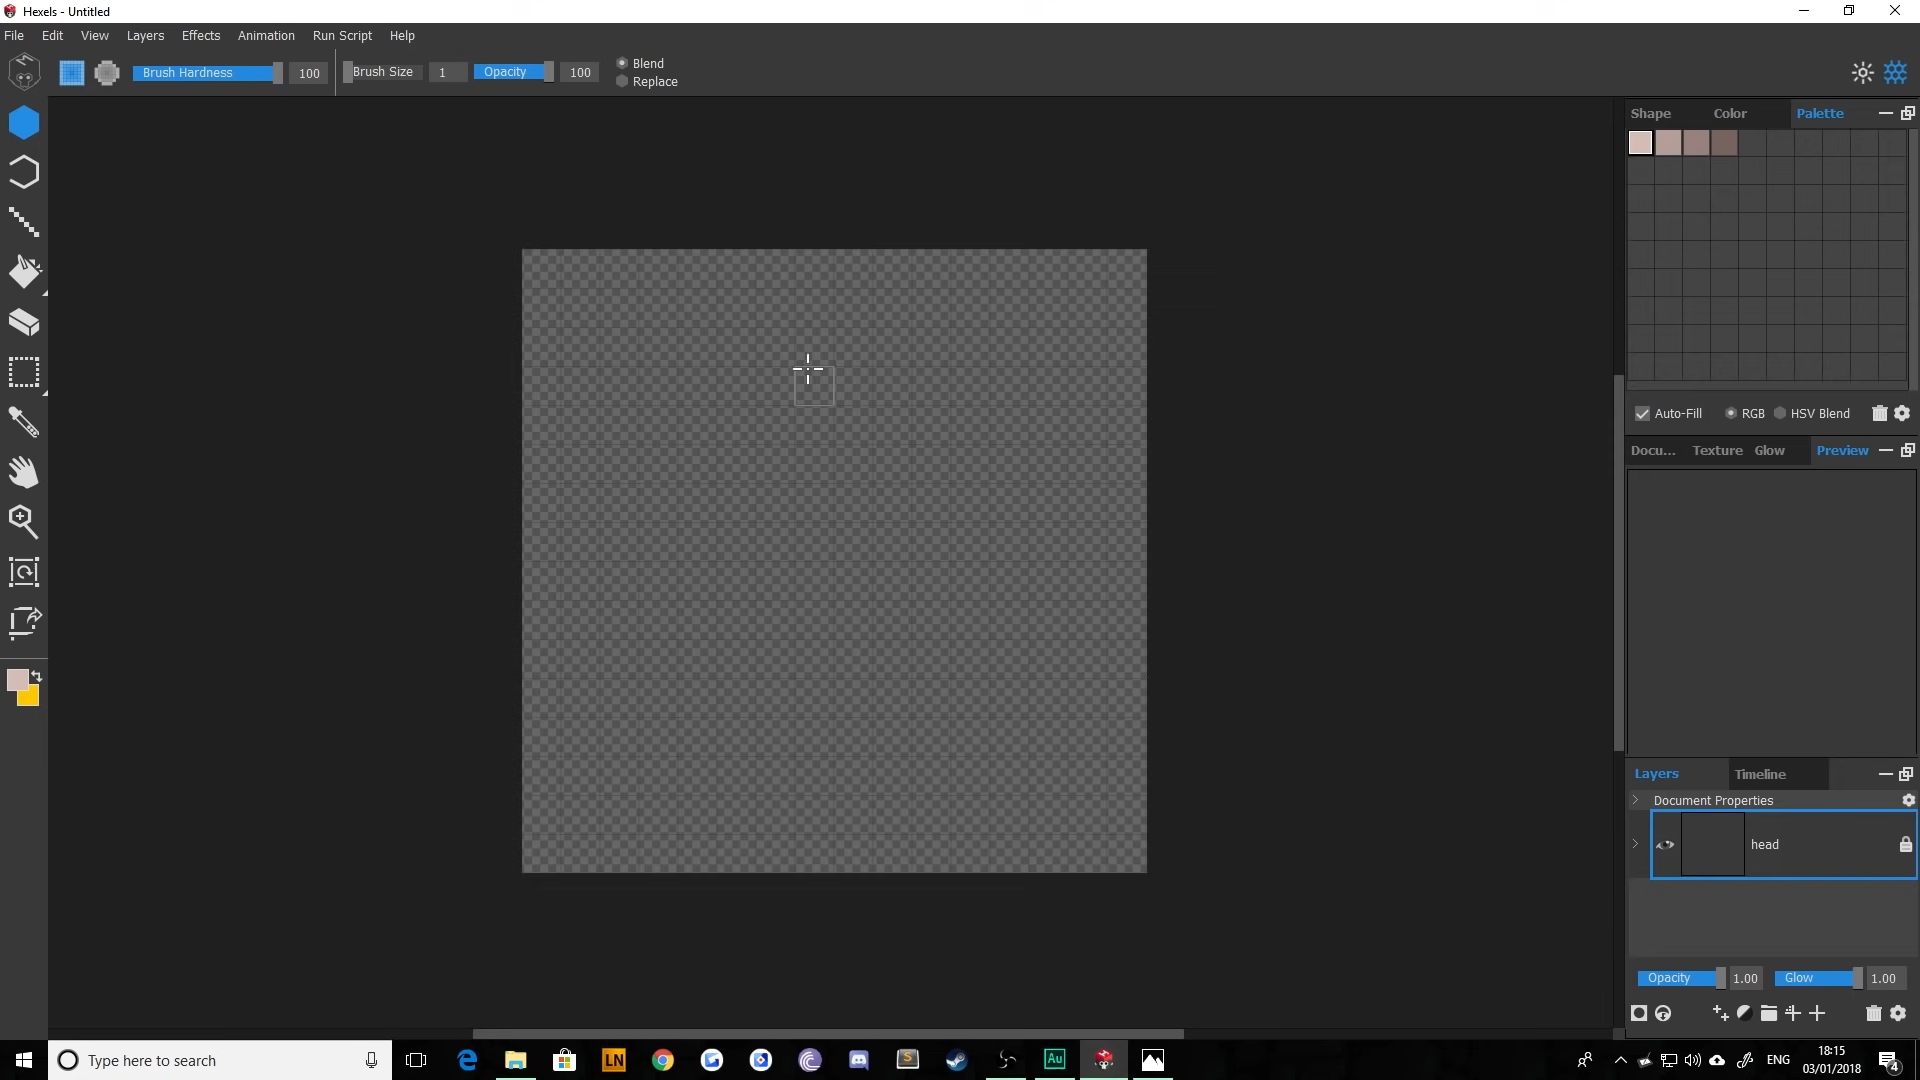 Hexels - Untitled
File Edit View Layers Effects Animation Run Script Help
Brush Hardness 100 Brush Size 1 Opacity 100 Blend
Replace
Shape Color Palette
Auto-Fill RGB HSV Blend
Docu... Texture Glow Preview
Layers Timeline
Document Properties
head
Opacity 1.00 Glow 1.00
Type here to search
LN
S
Au
ENG
18:15
03/01/2018
4